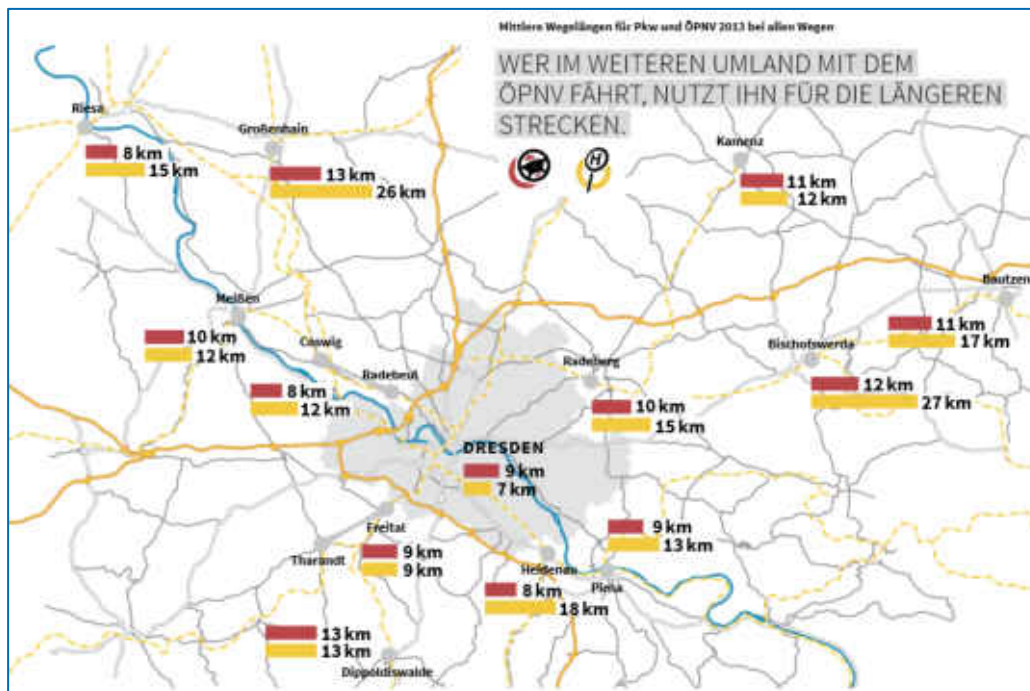 Mittlere Wegelängen für Pkw und ÖPNV 2013 bei allen Wegen
WER IM WEITEREN UMLAND MIT DEM
ÖPNV FÄHRT, NUTZT IHN FÜR DIE LÄNGEREN
STRECKEN.
H
Riesa
8 km
15 km
Großenhain
13 km
26 km
Kamenz
11 km
12 km
Bautzen
11 km
17 km
Meißen
10 km
12 km
Coswig
Radebeul
8 km
12 km
Radeberg
10 km
15 km
Bischofswerda
12 km
27 km
DRESDEN
9 km
7 km
Freital
Tharandt
9 km
9 km
Heidenau
8 km
18 km
Pirna
9 km
13 km
13 km
13 km
Dippoldiswalde